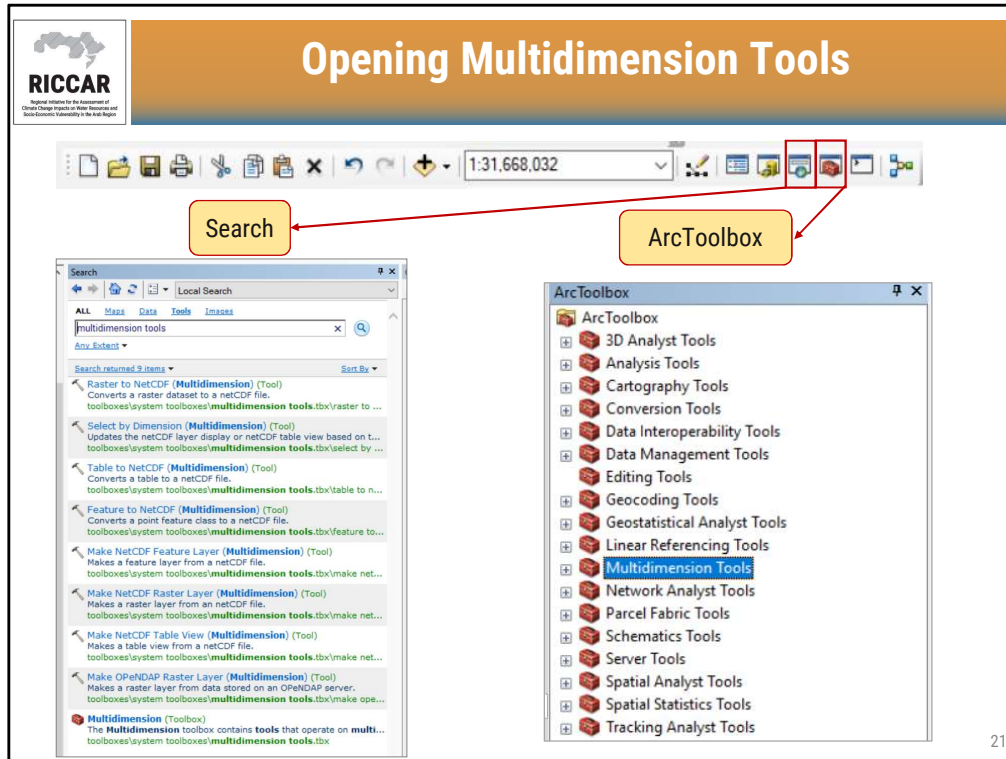 RICCAR
Regional Initiative for the Assessment of
Climate Change Impacts on Water Resources and
Socio-Economic Vulnerability in the Arab Region
Opening Multidimension Tools
1:31,668,032
Search
ArcToolbox
Search
Local Search
ALL Maps Data Tools Images
multidimension tools
Any Extent
Search returned 9 items Sort By
Raster to NetCDF (Multidimension) (Tool)
Converts a raster dataset to a netCDF file.
toolboxes\system toolboxes\multidimension tools.tbx\raster to ...
Select by Dimension (Multidimension) (Tool)
Updates the netCDF layer display or netCDF table view based on t...
toolboxes\system toolboxes\multidimension tools.tbx\select by ...
Table to NetCDF (Multidimension) (Tool)
Converts a table to a netCDF file.
toolboxes\system toolboxes\multidimension tools.tbx\table to n...
Feature to NetCDF (Multidimension) (Tool)
Converts a point feature class to a netCDF file.
toolboxes\system toolboxes\multidimension tools.tbx\feature to...
Make NetCDF Feature Layer (Multidimension) (Tool)
Makes a feature layer from a netCDF file.
toolboxes\system toolboxes\multidimension tools.tbx\make net...
Make NetCDF Raster Layer (Multidimension) (Tool)
Makes a raster layer from an netCDF file.
toolboxes\system toolboxes\multidimension tools.tbx\make net...
Make NetCDF Table View (Multidimension) (Tool)
Makes a table view from a netCDF file.
toolboxes\system toolboxes\multidimension tools.tbx\make net...
Make OPeNDAP Raster Layer (Multidimension) (Tool)
Makes a raster layer from data stored on an OPeNDAP server.
toolboxes\system toolboxes\multidimension tools.tbx\make ope...
Multidimension (Toolbox)
The Multidimension toolbox contains tools that operate on multi...
toolboxes\system toolboxes\multidimension tools.tbx
ArcToolbox
ArcToolbox
3D Analyst Tools
Analysis Tools
Cartography Tools
Conversion Tools
Data Interoperability Tools
Data Management Tools
Editing Tools
Geocoding Tools
Geostatistical Analyst Tools
Linear Referencing Tools
Multidimension Tools
Network Analyst Tools
Parcel Fabric Tools
Schematics Tools
Server Tools
Spatial Analyst Tools
Spatial Statistics Tools
Tracking Analyst Tools
21